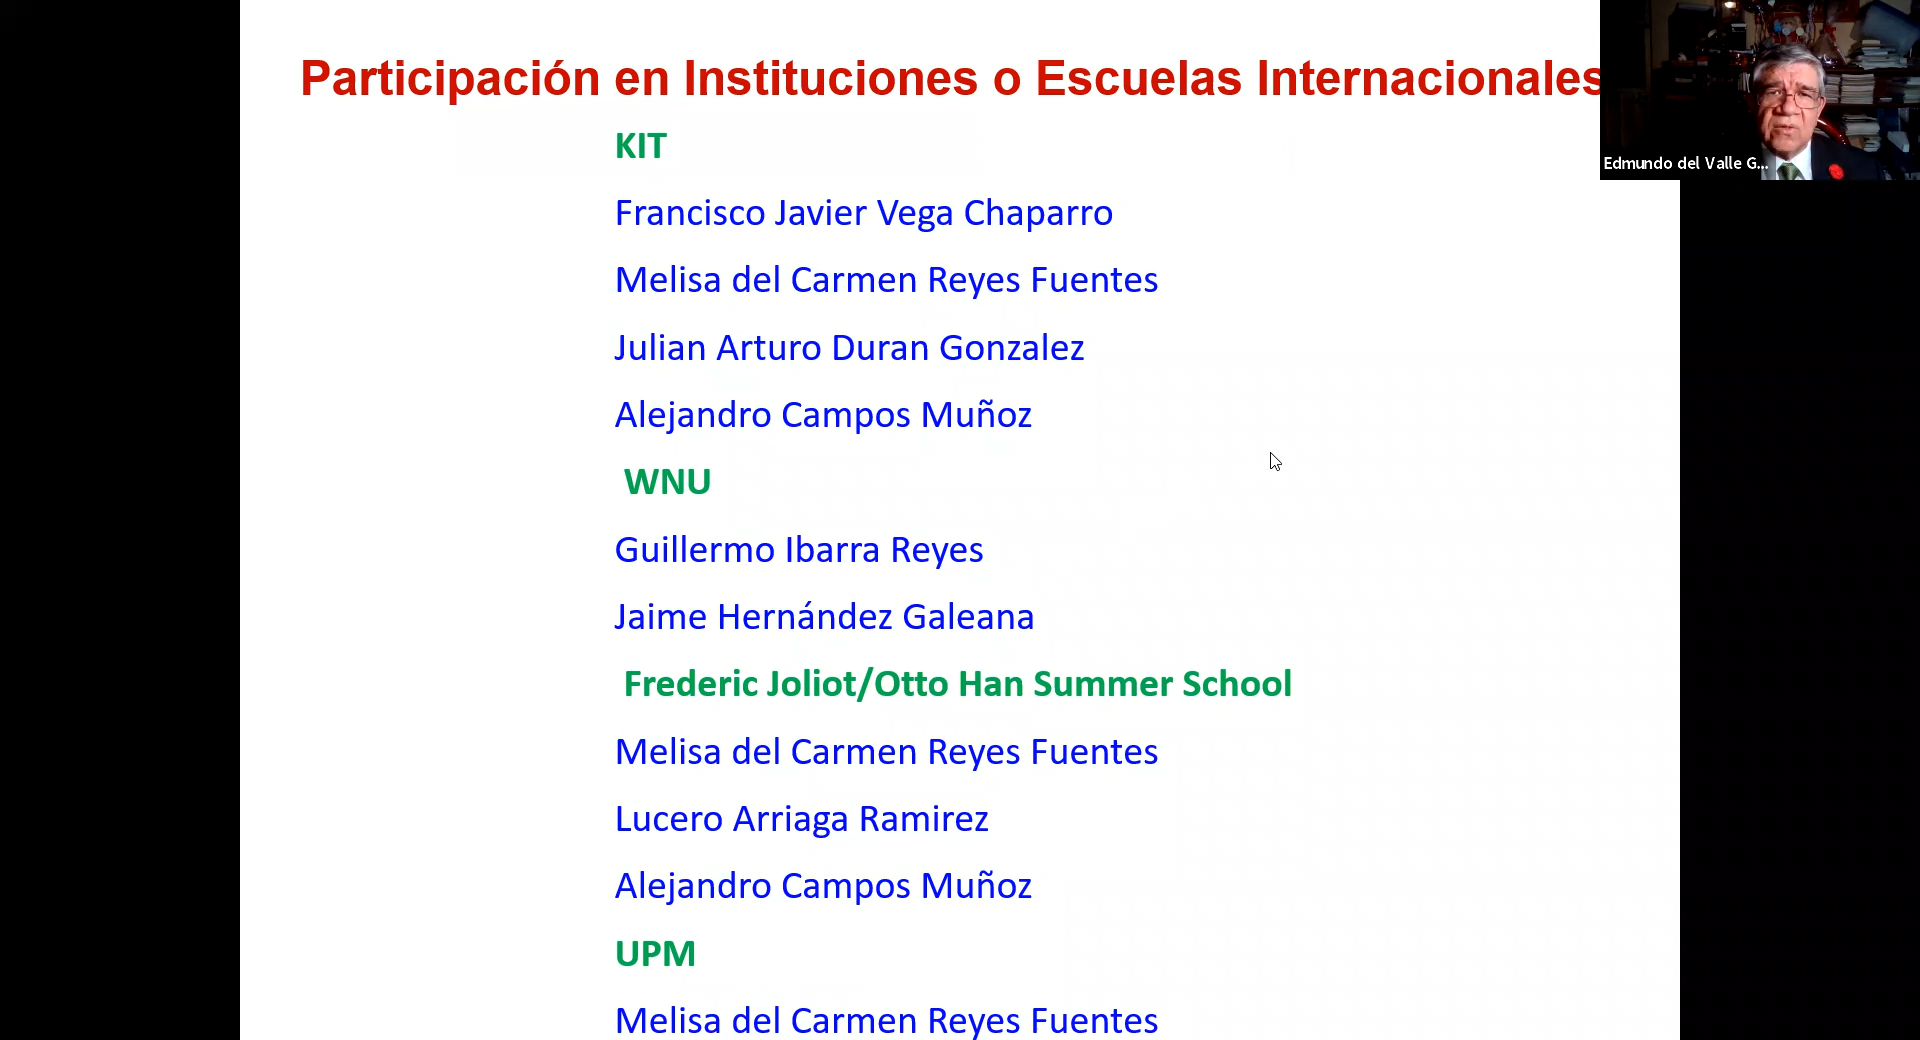 Participación en Instituciones o Escuelas Internacionales
KIT
Francisco Javier Vega Chaparro
Melisa del Carmen Reyes Fuentes
Julian Arturo Duran Gonzalez
Alejandro Campos Muñoz
WNU
Guillermo Ibarra Reyes
Jaime Hernández Galeana
Frederic Joliot/Otto Han Summer School
Melisa del Carmen Reyes Fuentes
Lucero Arriaga Ramirez
Alejandro Campos Muñoz
UPM
Melisa del Carmen Reyes Fuentes
Edmundo del Valle G...